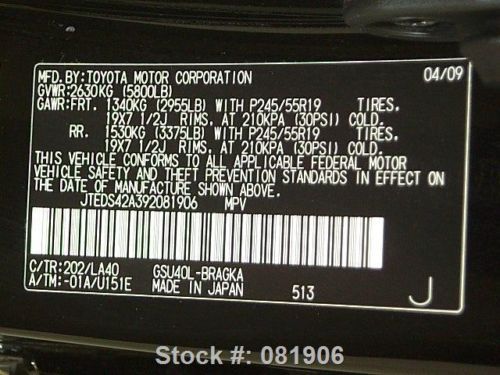 MFD.BY:TOYOTA MOTOR CORPORATION 04/09
GVWR:2630KG (5800LB)
GAWR:FRT. 1340KG (2955LB) WITH P245/55R19 TIRES.
19X7 1/2J RIMS. AT 210KPA (30PSI) COLD.
RR. 1530KG (3375LB) WITH P245/55R19 TIRES.
19X7 1/2J RIMS. AT 210KPA (30PSI) COLD.
THIS VEHICLE CONFORMS TO ALL APPLICABLE FEDERAL MOTOR
VEHICLE SAFETY AND THEFT PREVENTION STANDARDS IN EFFECT ON
THE DATE OF MANUFACTURE SHOWN ABOVE.
JTEDS42A392081906 MPV
C/TR:202/LA40 GSU40L-BRAGKA
A/TM:-01A/U151E MADE IN JAPAN 513 J
Stock #: 081906